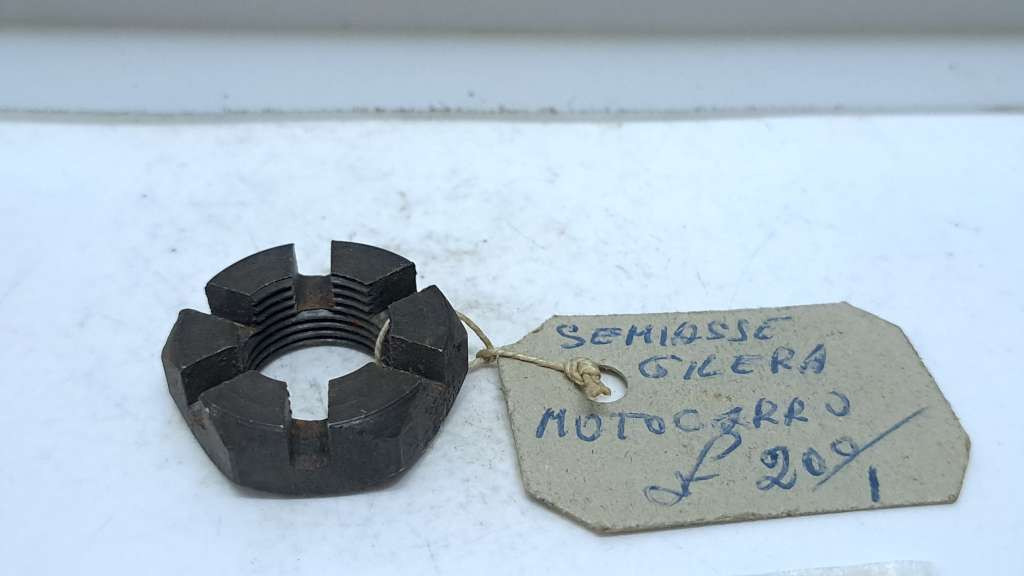 SEMIASSE
GILERA
MOTOCARRO
£ 200/1